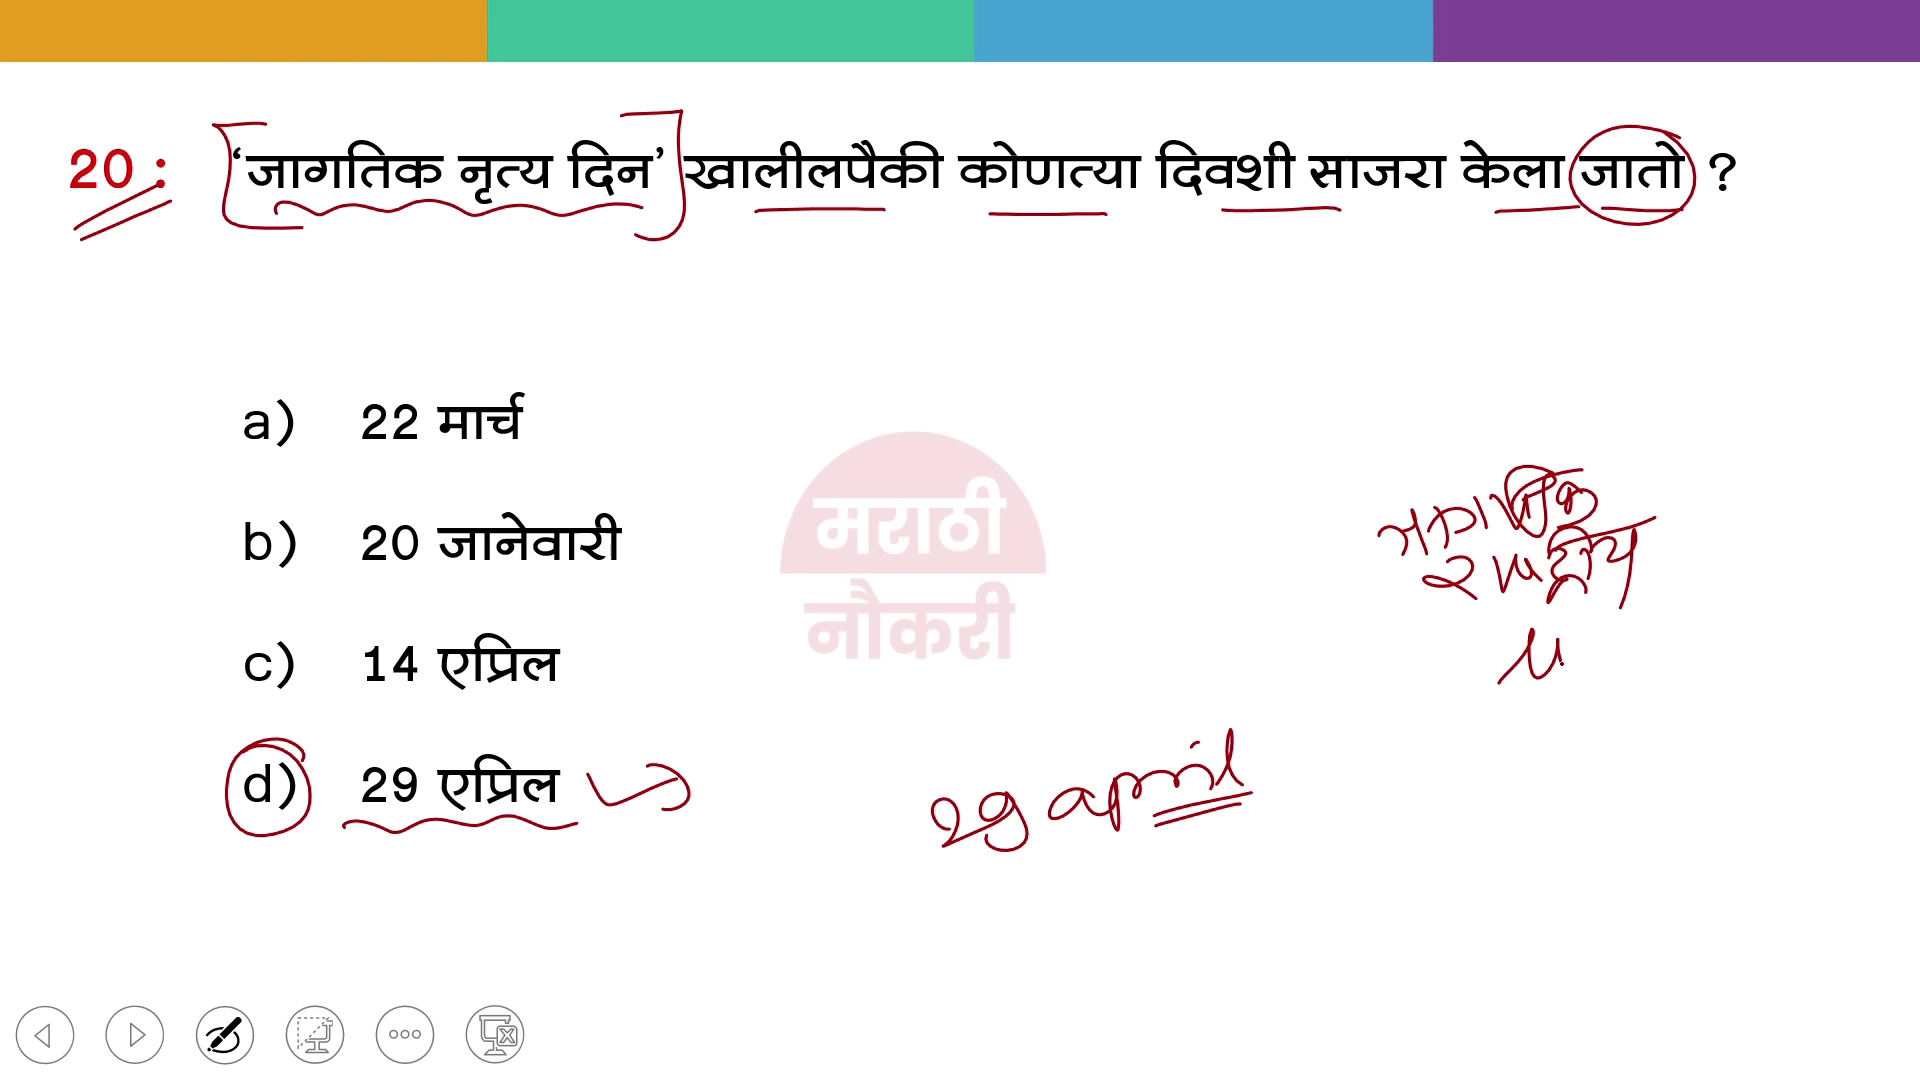 20 : ‘जागतिक नृत्य दिन’ खालीलपैकी कोणत्या दिवशी साजरा केला जातो ?
a) 22 मार्च
b) 20 जानेवारी
c) 14 एप्रिल
d) 29 एप्रिल
मराठी
नौकरी
29 april